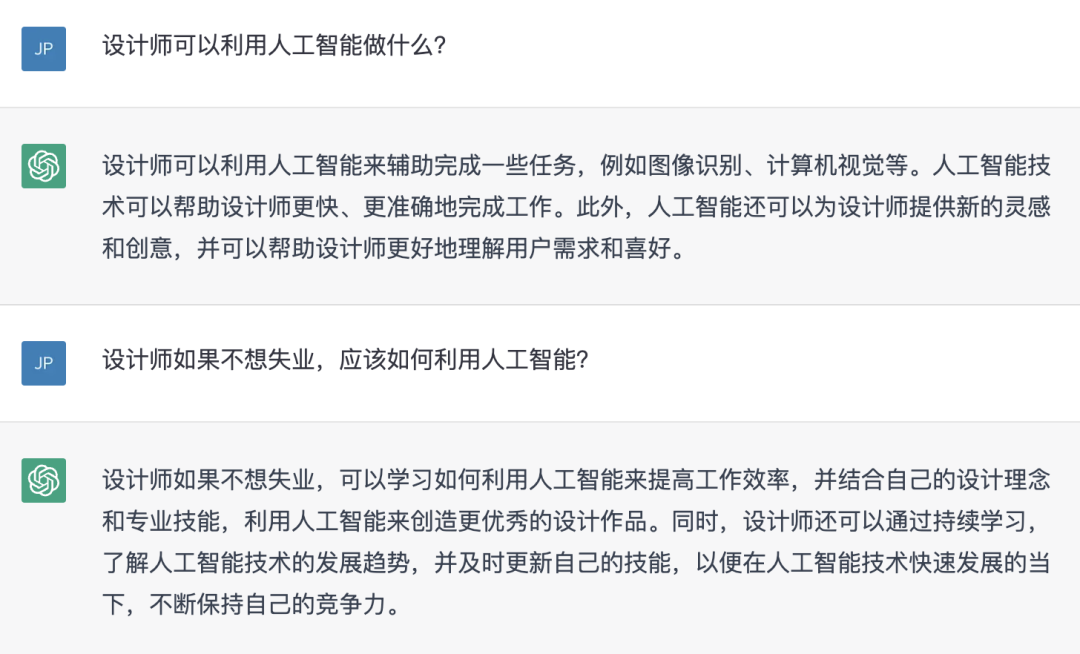 JP
设计师可以利用人工智能做什么?
设计师可以利用人工智能来辅助完成一些任务，例如图像识别、计算机视觉等。人工智能技
术可以帮助设计师更快、更准确地完成工作。此外，人工智能还可以为设计师提供新的灵感
和创意，并可以帮助设计师更好地理解用户需求和喜好。
JP
设计师如果不想失业，应该如何利用人工智能?
设计师如果不想失业，可以学习如何利用人工智能来提高工作效率，并结合自己的设计理念
和专业技能，利用人工智能来创造更优秀的设计作品。同时，设计师还可以通过持续学习，
了解人工智能技术的发展趋势，并及时更新自己的技能，以便在人工智能技术快速发展的当
下，不断保持自己的竞争力。